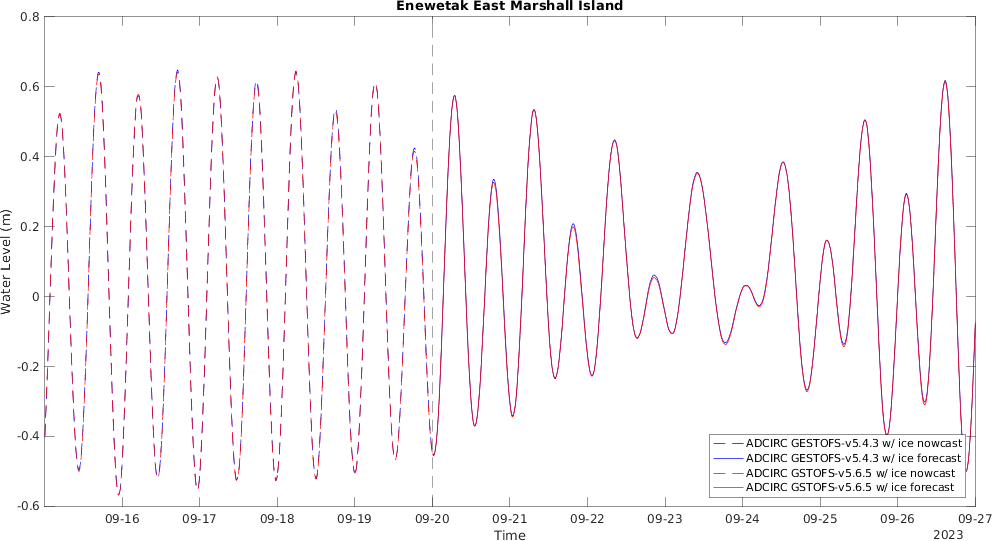 Enewetak East Marshall Island
0.8
0.6
0.4
0.2
0
-0.2
-0.4
-0.6
Water Level (m)
ADCIRC GESTOFS-v5.4.3 w/ ice nowcast
ADCIRC GESTOFS-v5.4.3 w/ ice forecast
ADCIRC GSTOFS-v5.6.5 w/ ice nowcast
ADCIRC GSTOFS-v5.6.5 w/ ice forecast
09-16 09-17 09-18 09-19 09-20 09-21 09-22 09-23 09-24 09-25 09-26 09-27
Time
2023